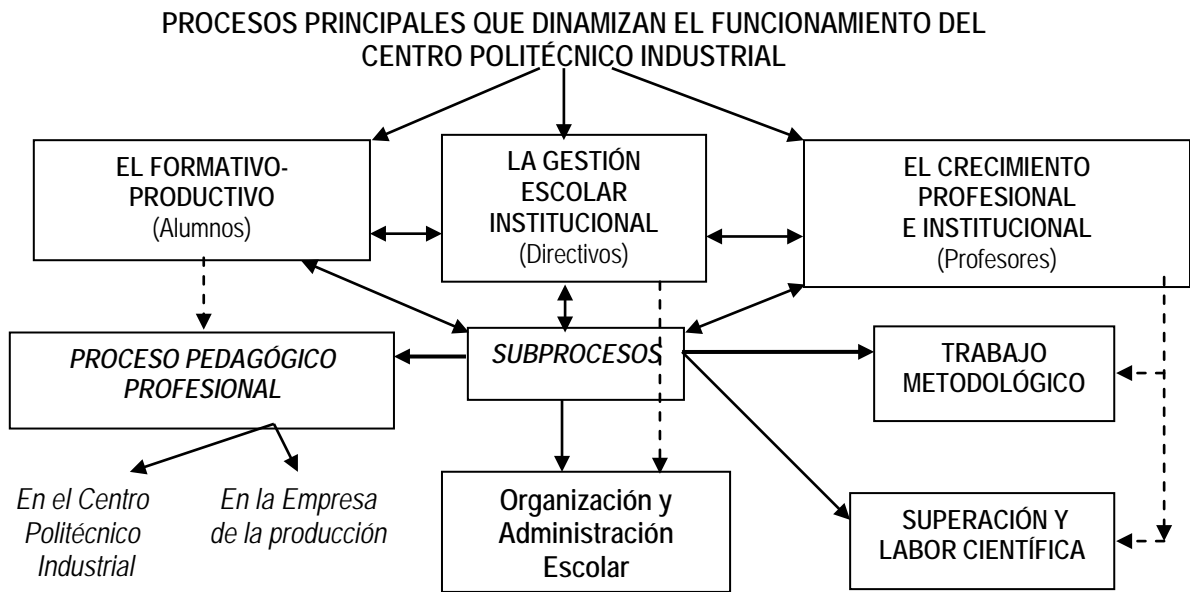 PROCESOS PRINCIPALES QUE DINAMIZAN EL FUNCIONAMIENTO DEL
CENTRO POLITÉCNICO INDUSTRIAL
EL FORMATIVO-
PRODUCTIVO
(Alumnos)
LA GESTIÓN
ESCOLAR
INSTITUCIONAL
(Directivos)
EL CRECIMIENTO
PROFESIONAL
E INSTITUCIONAL
(Profesores)
PROCESO PEDAGÓGICO
PROFESIONAL
SUBPROCESOS
TRABAJO
METODOLÓGICO
En el Centro
Politécnico
Industrial
En la Empresa
de la producción
Organización y
Administración
Escolar
SUPERACIÓN Y
LABOR CIENTÍFICA